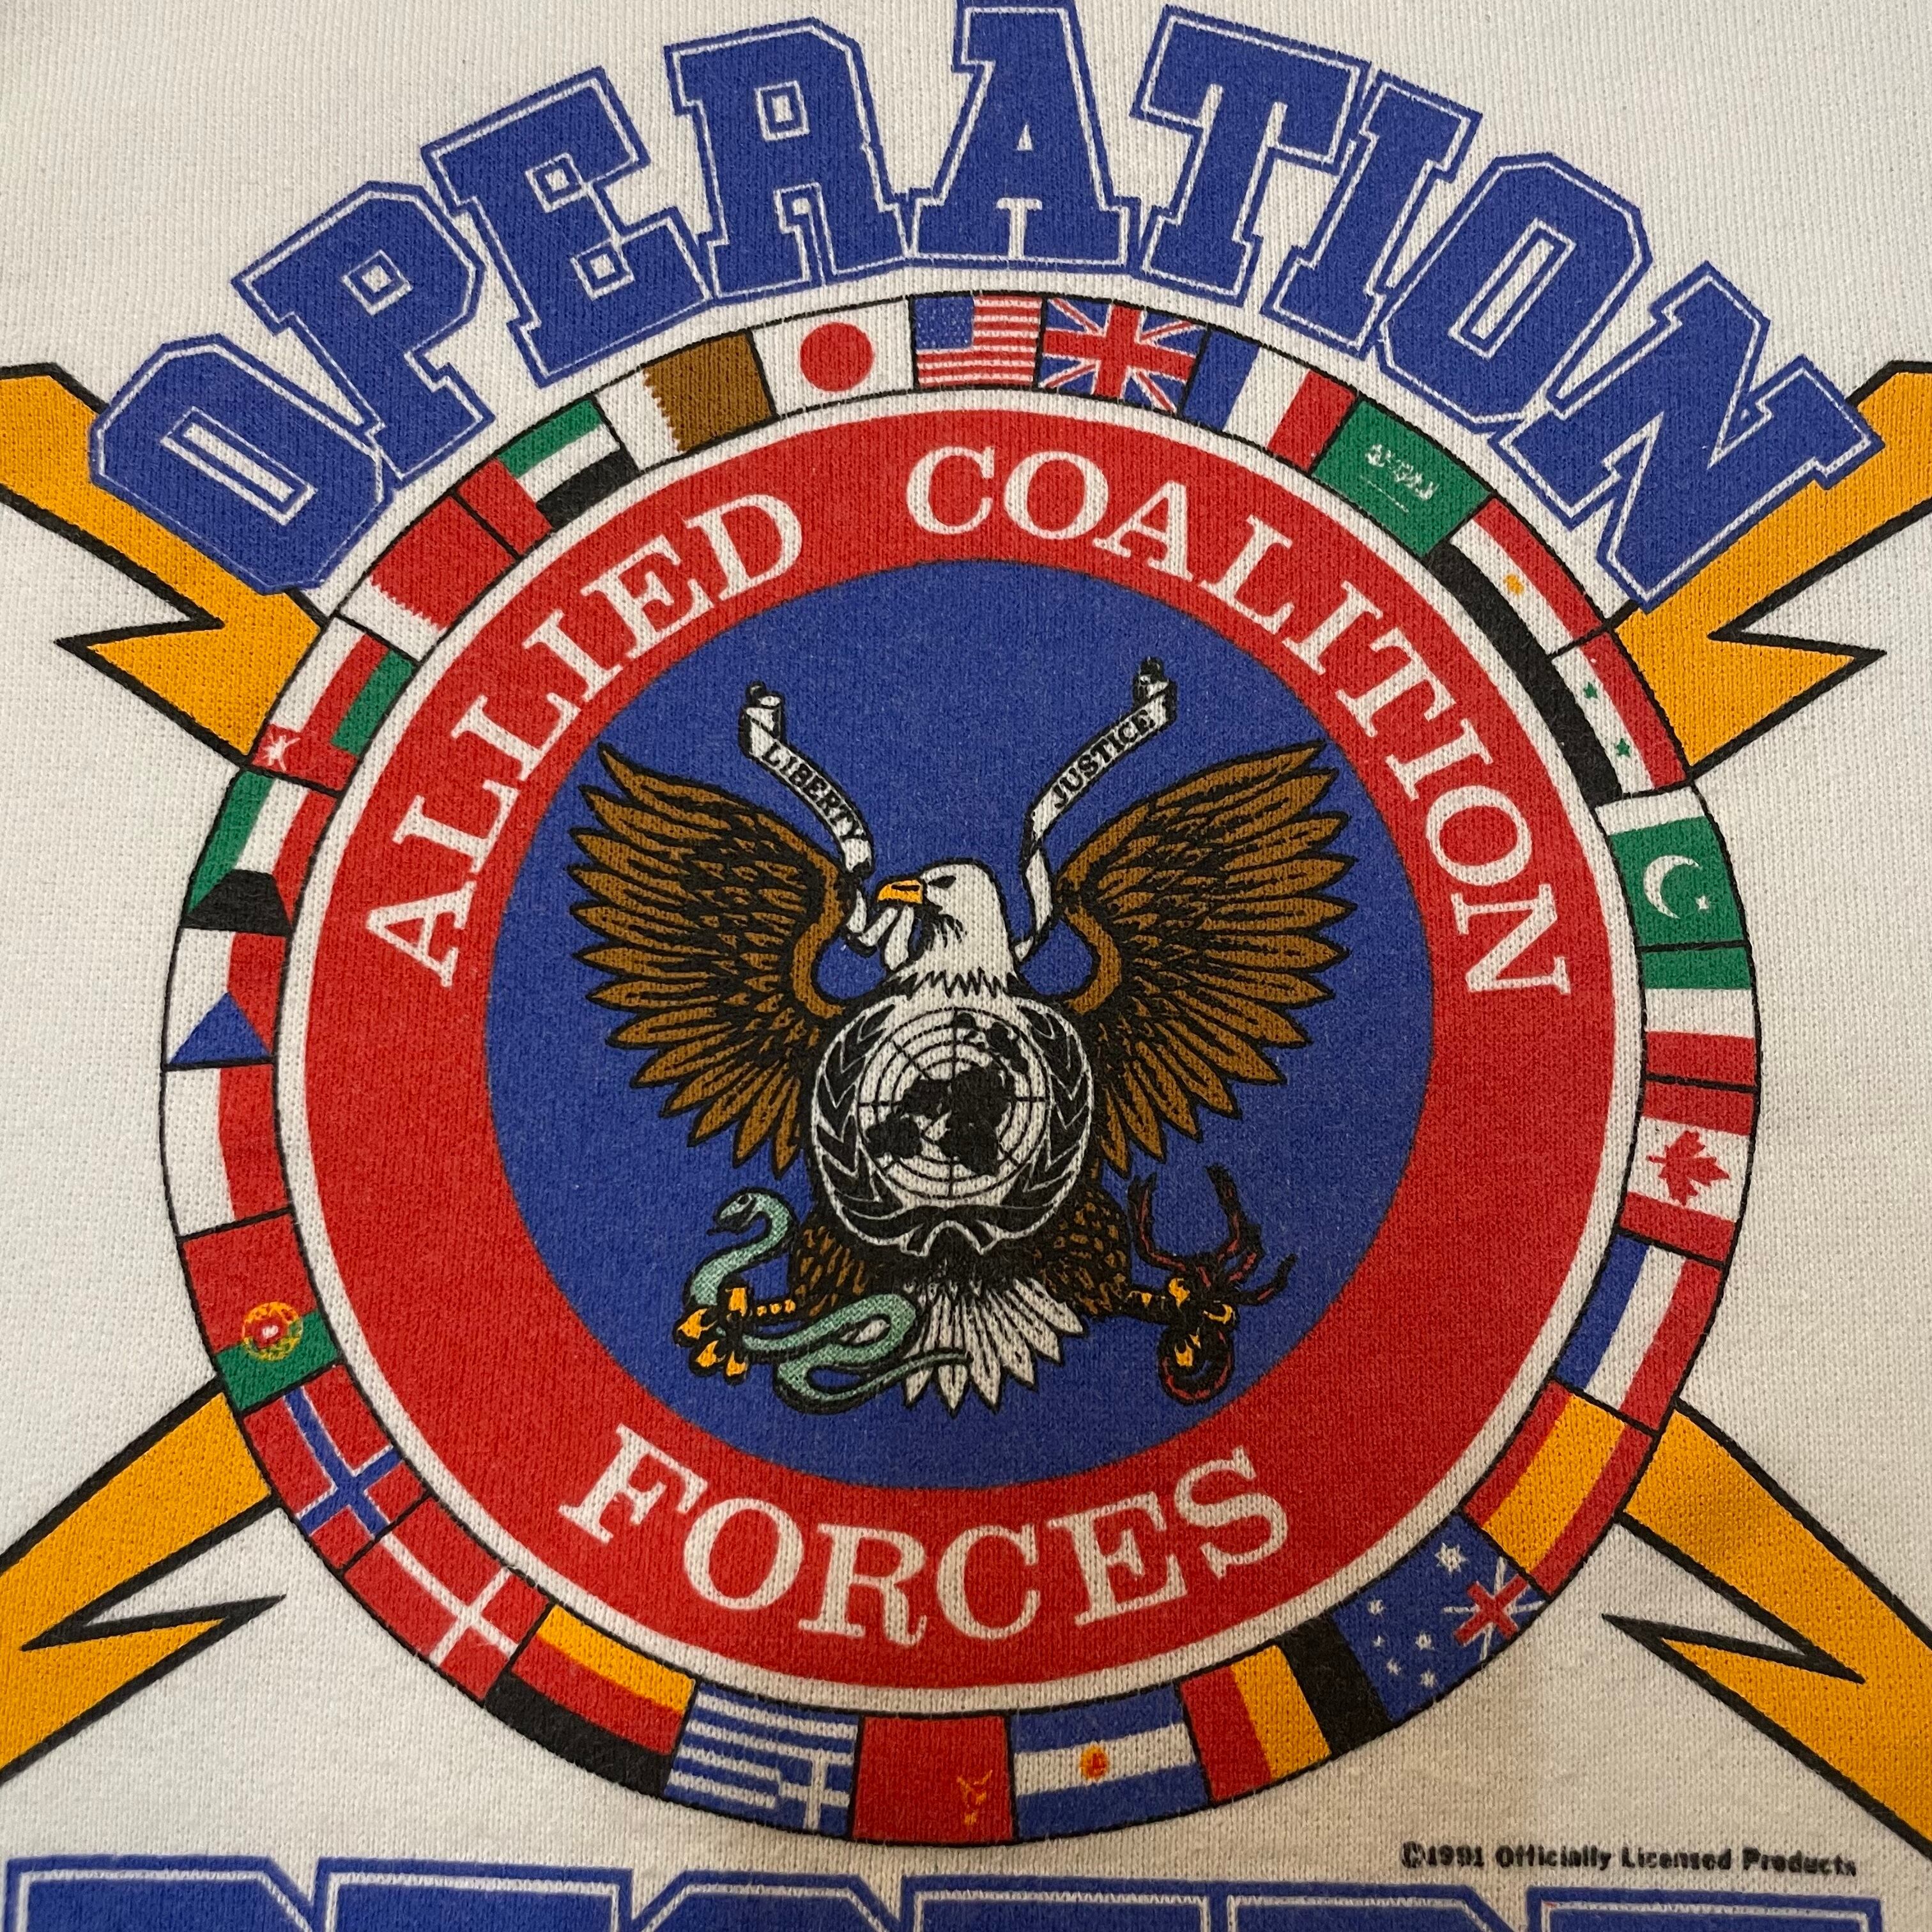 OPERATION
ALLIED COALITION
LIBERTY
JUSTICE
FORCES
©1991 Officially Licensed Products